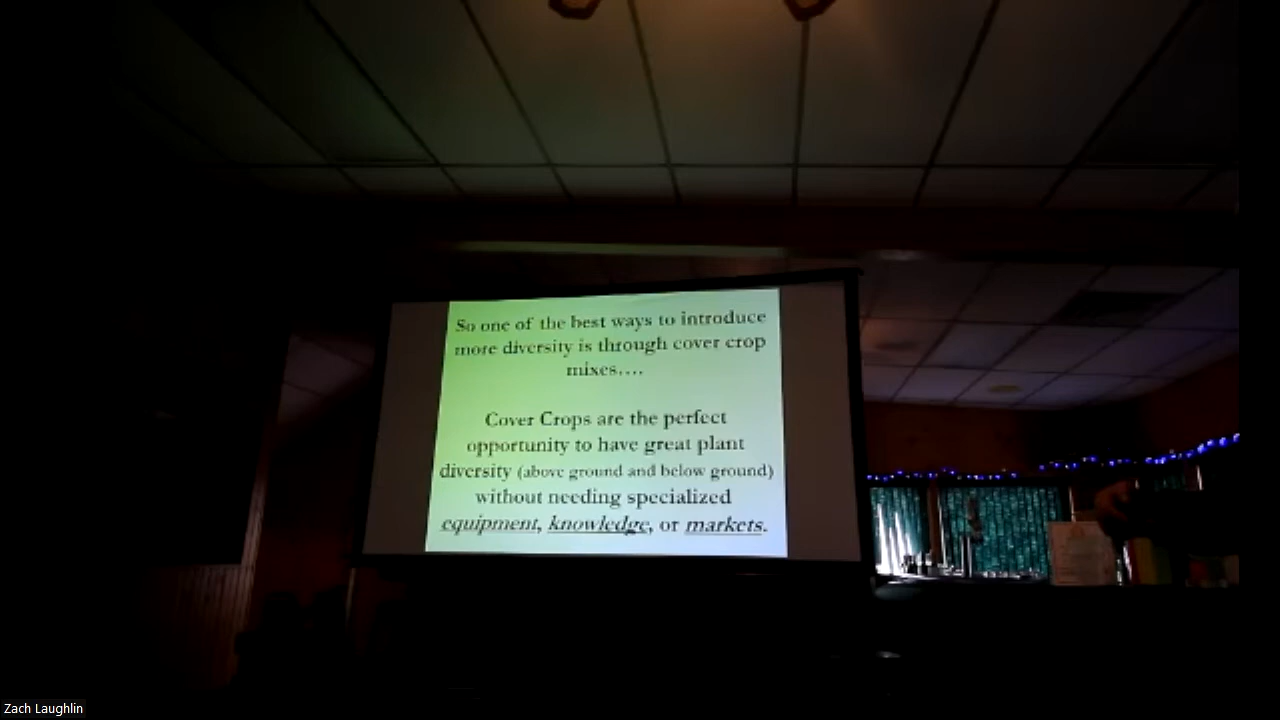 So one of the best ways to introduce
more diversity is through cover crop
mixes….
Cover Crops are the perfect
opportunity to have great plant
diversity (above ground and below ground)
without needing specialized
equipment, knowledge, or markets.
Zach Laughlin